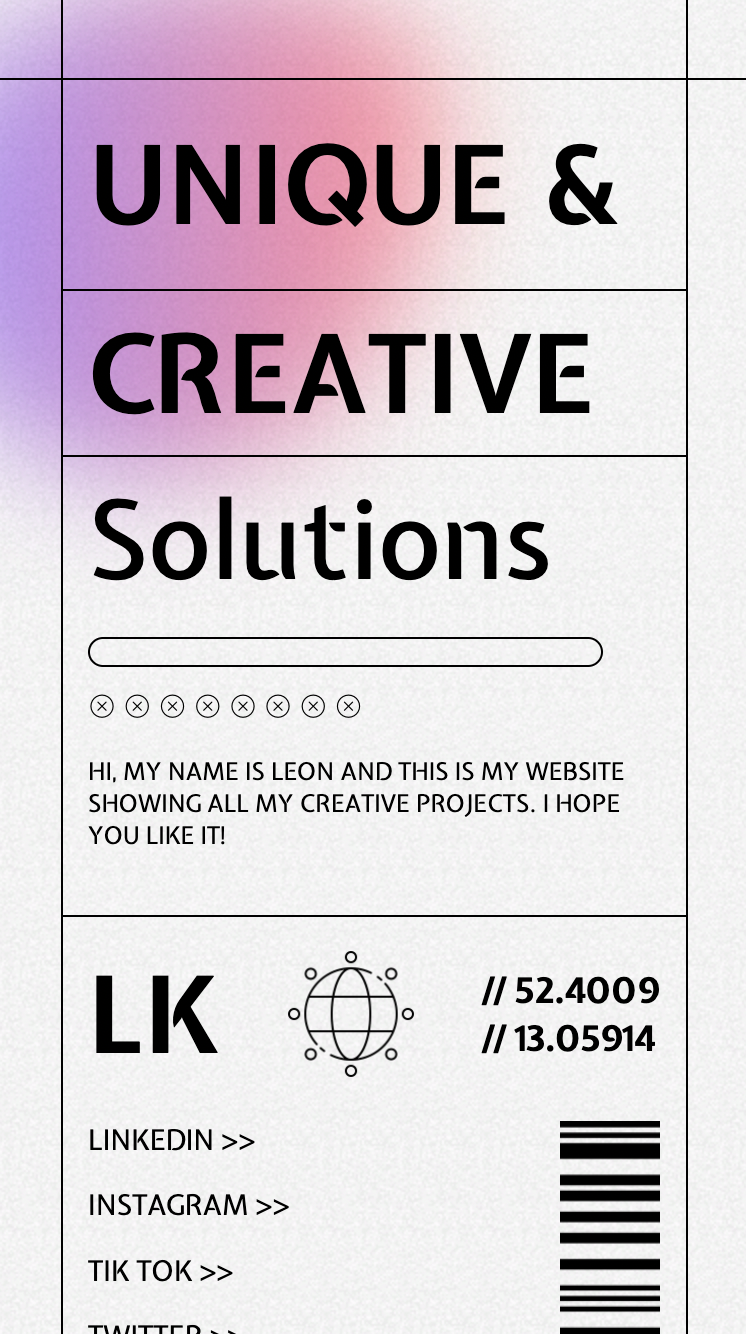 UNIQUE &
CREATIVE
Solutions
HI, MY NAME IS LEON AND THIS IS MY WEBSITE
SHOWING ALL MY CREATIVE PROJECTS. I HOPE
YOU LIKE IT!
LK
// 52.4009
// 13.05914
LINKEDIN >>
INSTAGRAM >>
TIK TOK >>
TWITTER >>